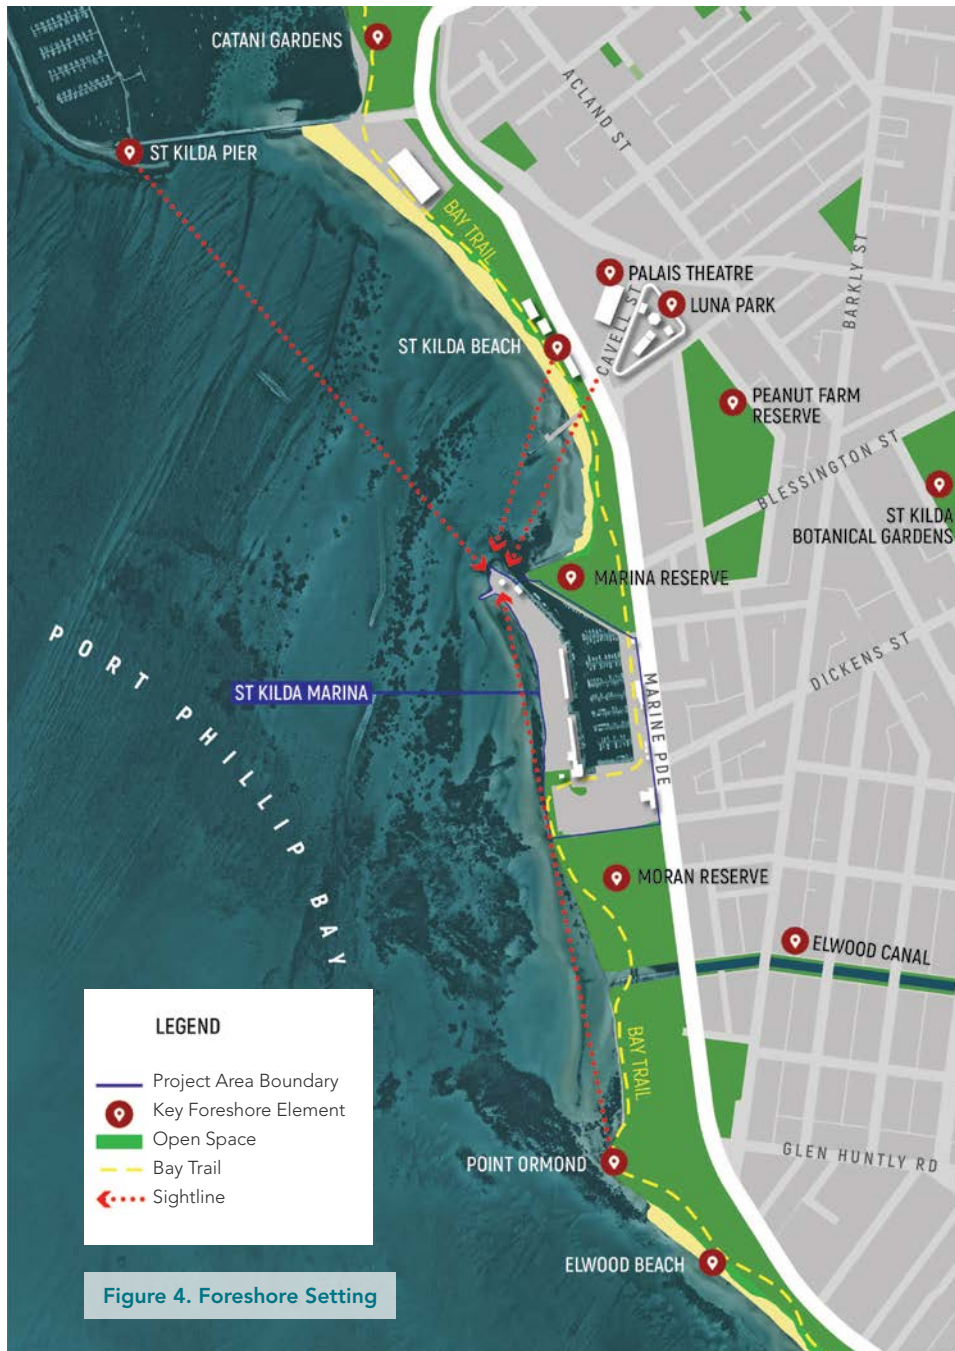 CATANI GARDENS
ACLAND ST
ST KILDA PIER
BAY TRAIL
BARKLY ST
PALAIS THEATRE
LUNA PARK
CAVELL ST
ST KILDA BEACH
PEANUT FARM
RESERVE
BLESSINGTON ST
ST KILDA
BOTANICAL GARDENS
MARINA RESERVE
DICKENS ST
PORT PHILLIP BAY
ST KILDA MARINA
MARINE PDE
MORAN RESERVE
ELWOOD CANAL
LEGEND
Project Area Boundary
Key Foreshore Element
Open Space
Bay Trail
Sightline
BAY TRAIL
GLEN HUNTLY RD
POINT ORMOND
ELWOOD BEACH
Figure 4. Foreshore Setting